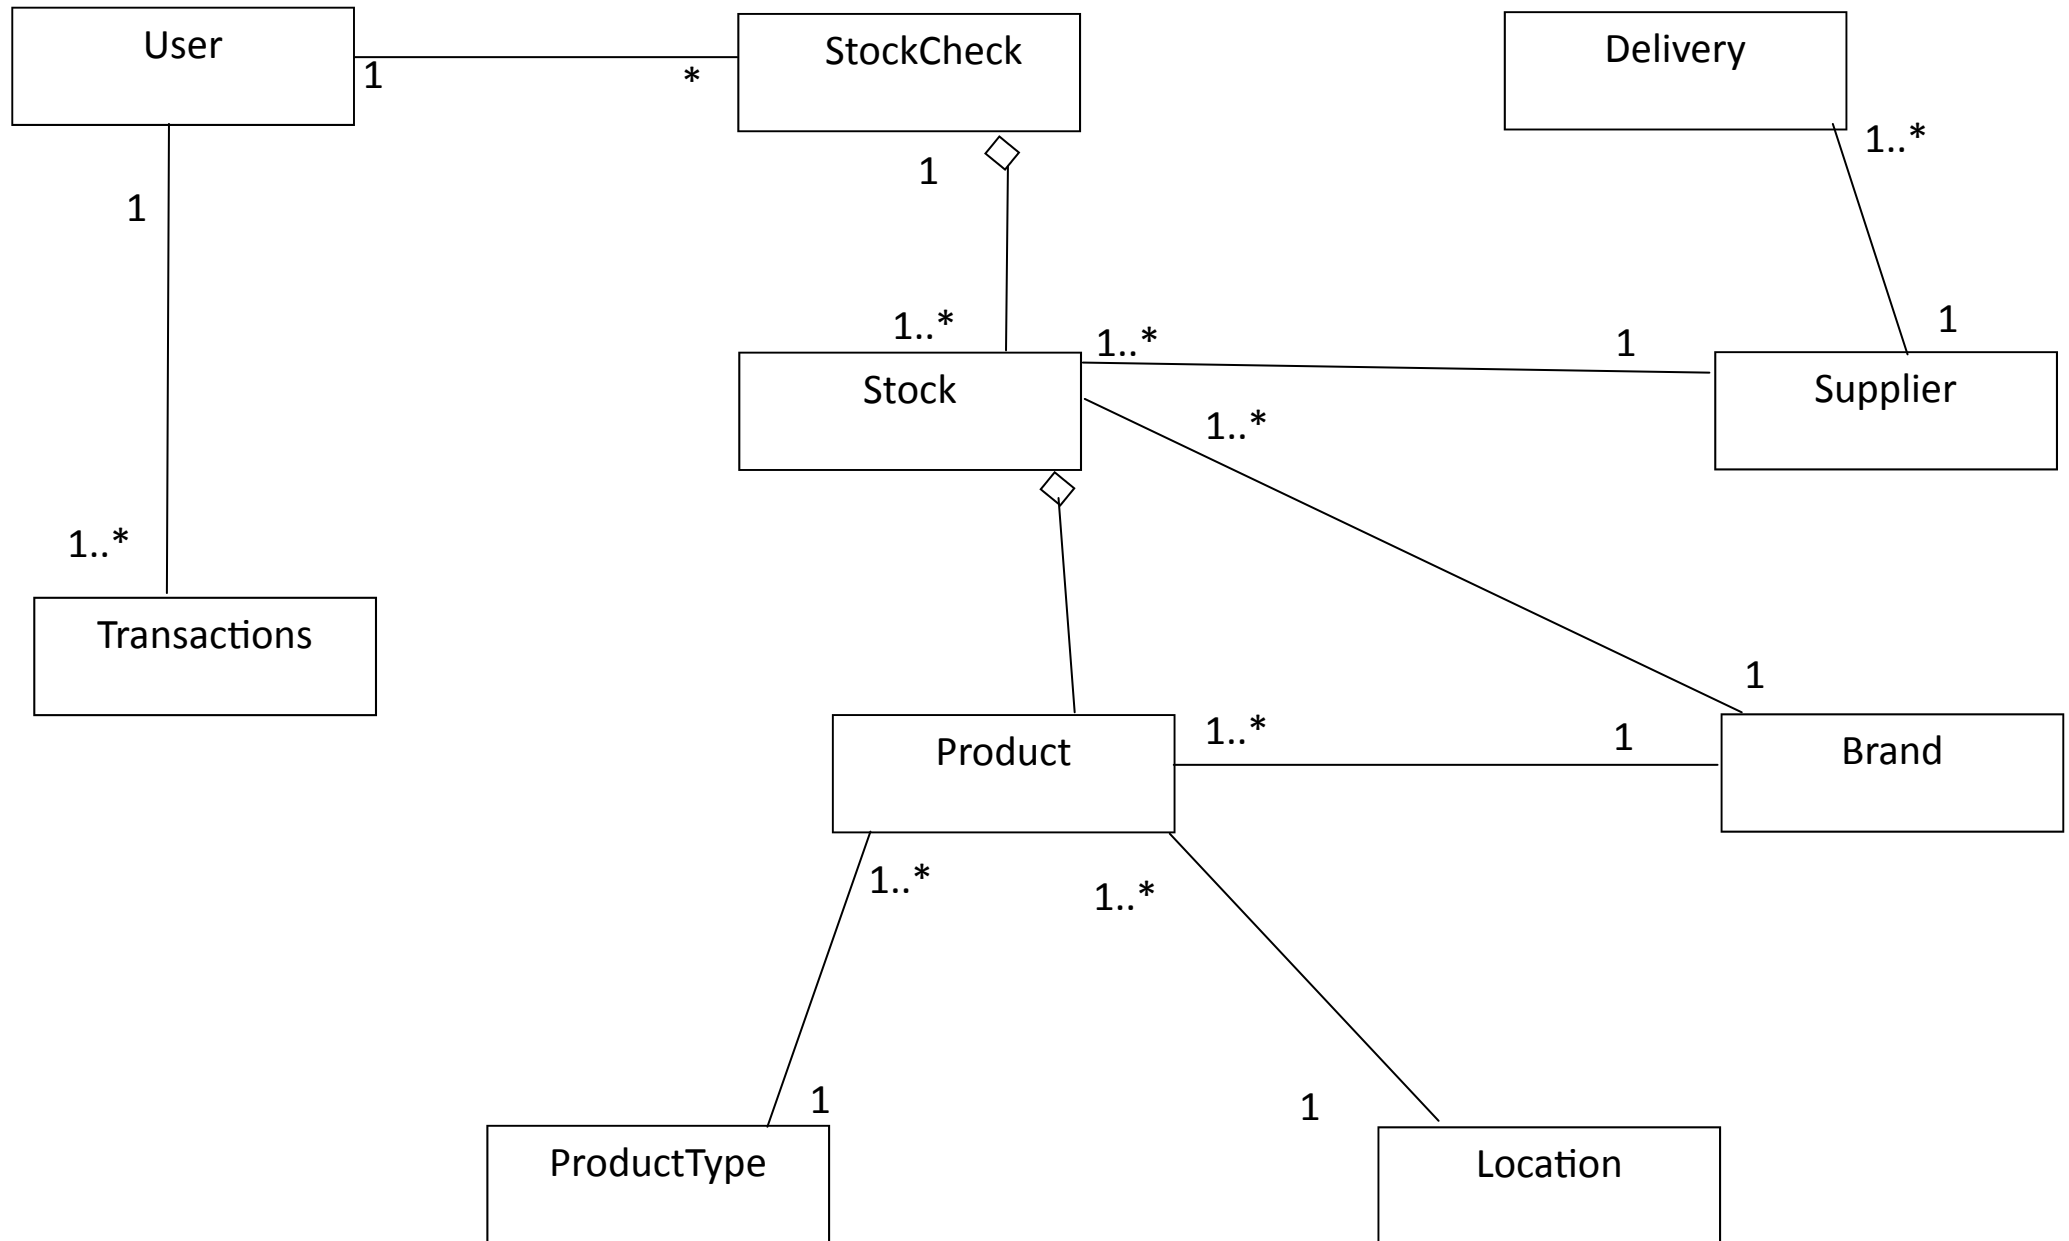 User
StockCheck
Delivery
1
*
1..*
1
1
1..*
1..*
1
1
Stock
Supplier
1..*
1..*
Transactions
1
1..*
1
Product
Brand
1..*
1..*
1
1
ProductType
Location